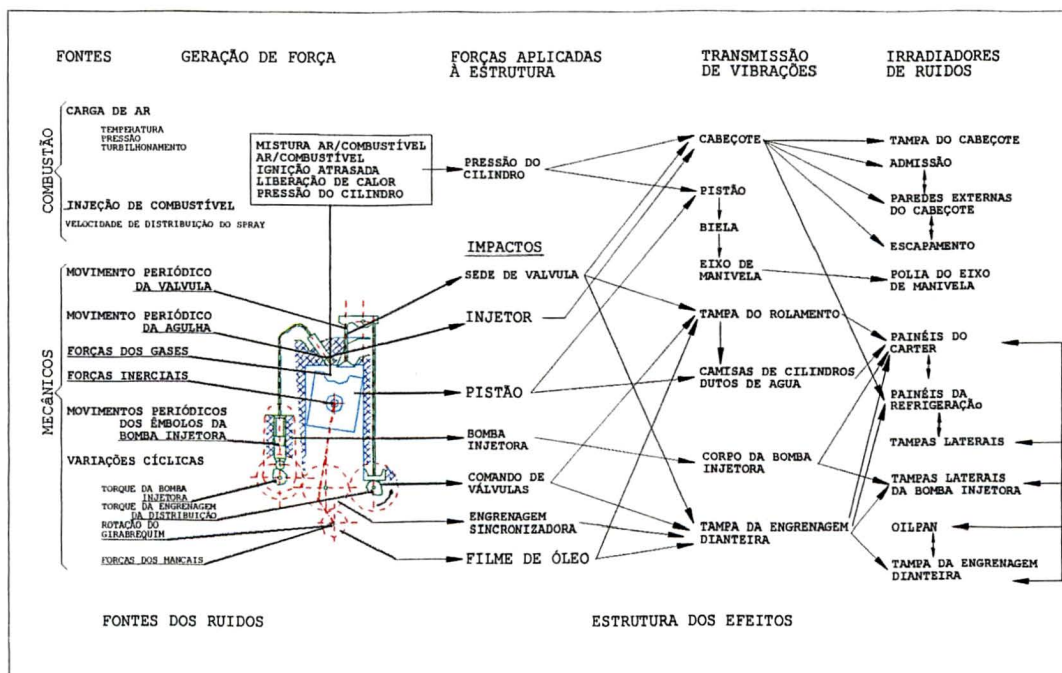 FONTES
GERAÇÃO DE FORÇA
FORÇAS APLICADAS
À ESTRUTURA
TRANSMISSÃO
DE VIBRAÇÕES
IRRADIADORES
DE RUIDOS
COMBUSTÃO
CARGA DE AR
TEMPERATURA
PRESSÃO
TURBILHONAMENTO
INJEÇÃO DE COMBUSTÍVEL
VELOCIDADE DE DISTRIBUIÇÃO DO SPRAY
MISTURA AR/COMBUSTÍVEL
AR/COMBUSTÍVEL
IGNIÇÃO ATRASADA
LIBERAÇÃO DE CALOR
PRESSÃO DO CILINDRO
MECÂNICOS
MOVIMENTO PERIÓDICO
DA VALVULA
MOVIMENTO PERIÓDICO
DA AGULHA
FORÇAS DOS GASES
FORÇAS INERCIAIS
MOVIMENTOS PERIÓDICOS
DOS ÊMBOLOS DA
BOMBA INJETORA
VARIAÇÕES CÍCLICAS
TORQUE DA BOMBA
INJETORA
TORQUE DA ENGRENAGEM
DA DISTRIBUIÇÃO
ROTAÇÃO DO
GIRABREQUIM
FORÇAS DOS MANCAIS
PRESSÃO DO
CILINDRO
IMPACTOS
SEDE DE VALVULA
INJETOR
PISTÃO
BOMBA
INJETORA
COMANDO DE
VÁLVULAS
ENGRENAGEM
SINCRONIZADORA
FILME DE ÓLEO
CABEÇOTE
PISTÃO
BIELA
EIXO DE
MANIVELA
TAMPA DO ROLAMENTO
CAMISAS DE CILINDROS
DUTOS DE AGUA
CORPO DA BOMBA
INJETORA
TAMPA DA ENGRENAGEM
DIANTEIRA
TAMPA DO CABEÇOTE
ADMISSÃO
PAREDES EXTERNAS
DO CABEÇOTE
ESCAPAMENTO
POLIA DO EIXO
DE MANIVELA
PAINÉIS DO
CARTER
PAINÉIS DA
REFRIGERAÇÃO
TAMPAS LATERAIS
TAMPAS LATERAIS
DA BOMBA INJETORA
OILPAN
TAMPA DA ENGRENAGEM
DIANTEIRA
FONTES DOS RUIDOS
ESTRUTURA DOS EFEITOS